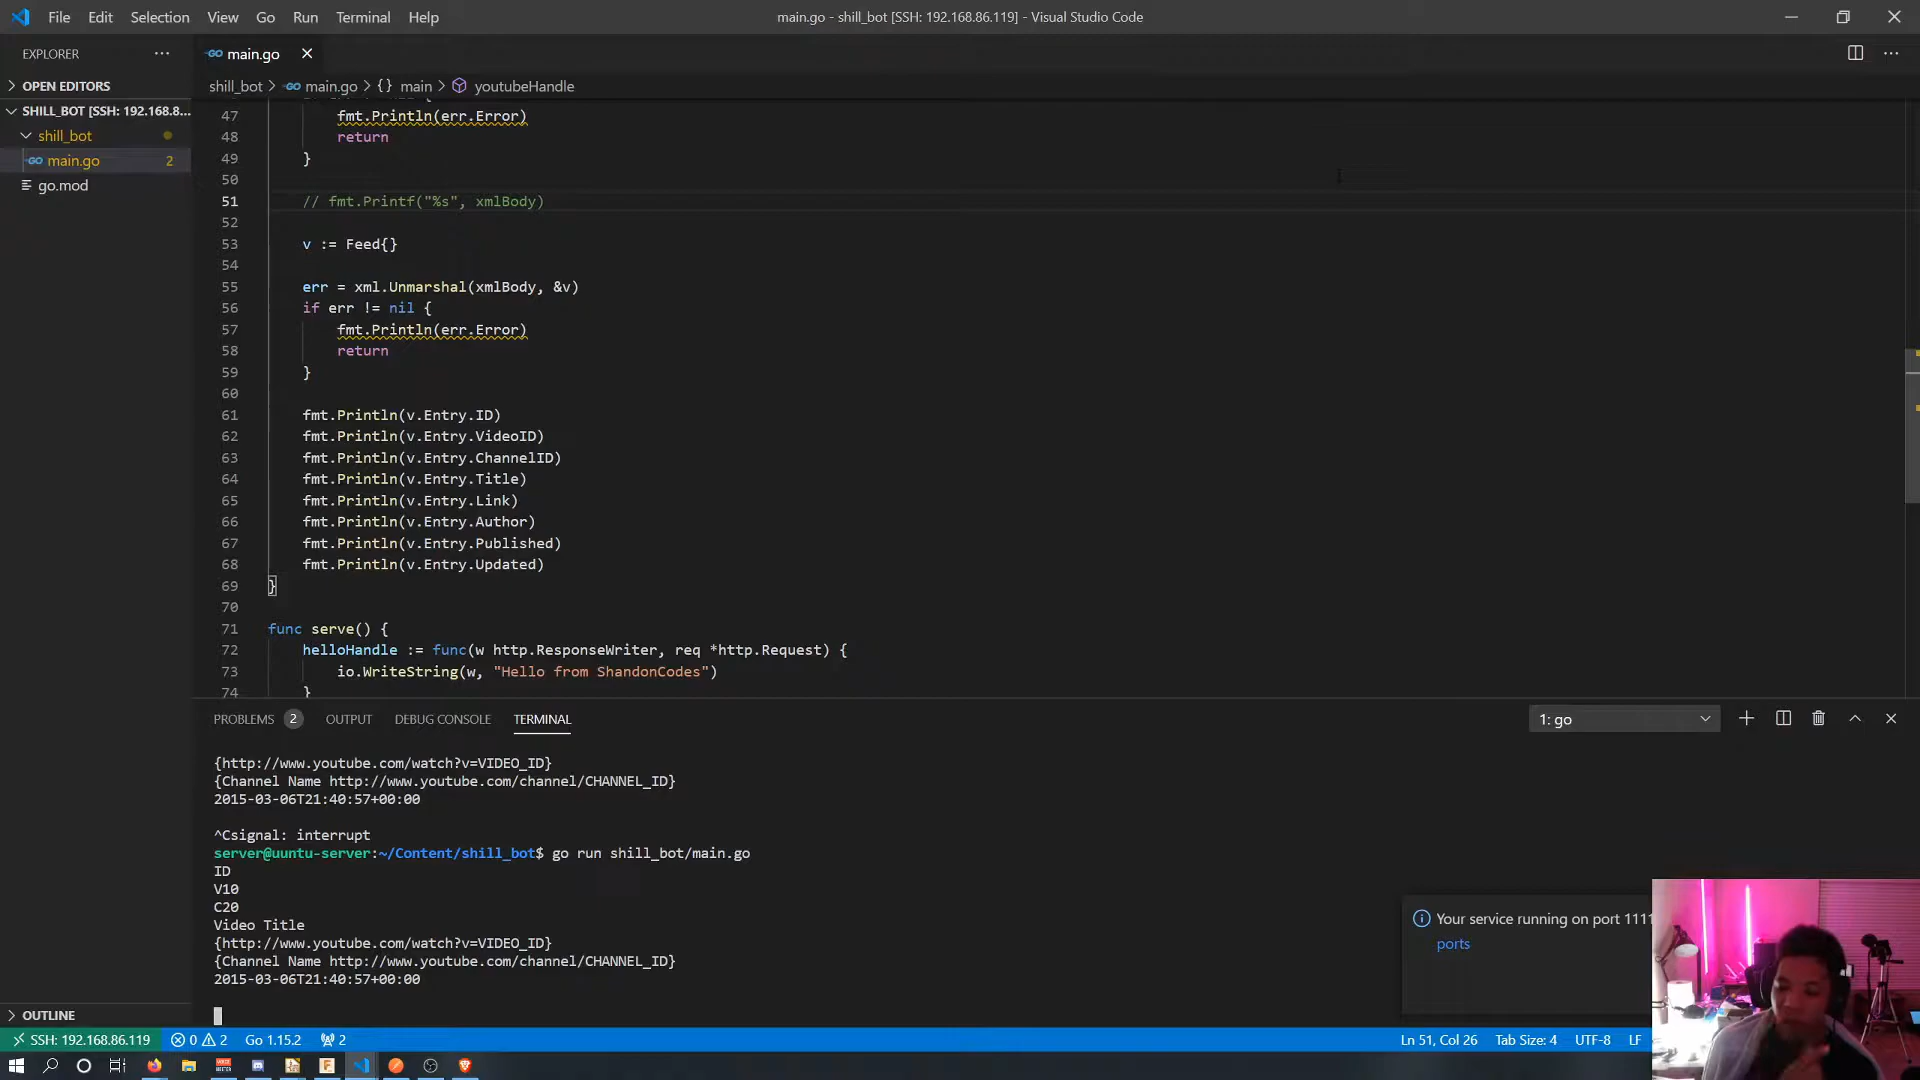 File Edit Selection View Go Run Terminal Help
main.go - shill_bot [SSH: 192.168.86.119] - Visual Studio Code
EXPLORER
main.go
OPEN EDITORS
SHILL_BOT [SSH: 192.168.8...
shill_bot
main.go 2
go.mod
shill_bot > main.go > {} main > youtubeHandle
47 fmt.Println(err.Error)
48 return
49 }
50
51 // fmt.Printf("%s", xmlBody)
52
53 v := Feed{}
54
55 err = xml.Unmarshal(xmlBody, &v)
56 if err != nil {
57 fmt.Println(err.Error)
58 return
59 }
60
61 fmt.Println(v.Entry.ID)
62 fmt.Println(v.Entry.VideoID)
63 fmt.Println(v.Entry.ChannelID)
64 fmt.Println(v.Entry.Title)
65 fmt.Println(v.Entry.Link)
66 fmt.Println(v.Entry.Author)
67 fmt.Println(v.Entry.Published)
68 fmt.Println(v.Entry.Updated)
69 }
70
71 func serve() {
72 helloHandle := func(w http.ResponseWriter, req *http.Request) {
73 io.WriteString(w, "Hello from ShandonCodes")
74 }
PROBLEMS 2 OUTPUT DEBUG CONSOLE TERMINAL
1: go
{http://www.youtube.com/watch?v=VIDEO_ID}
{Channel Name http://www.youtube.com/channel/CHANNEL_ID}
2015-03-06T21:40:57+00:00
^Csignal: interrupt
server@uuntu-server:~/Content/shill_bot$ go run shill_bot/main.go
ID
V10
C20
Video Title
{http://www.youtube.com/watch?v=VIDEO_ID}
{Channel Name http://www.youtube.com/channel/CHANNEL_ID}
2015-03-06T21:40:57+00:00
Your service running on port 1111
ports
OUTLINE
SSH: 192.168.86.119 0 2 Go 1.15.2 2
Ln 51, Col 26 Tab Size: 4 UTF-8 LF